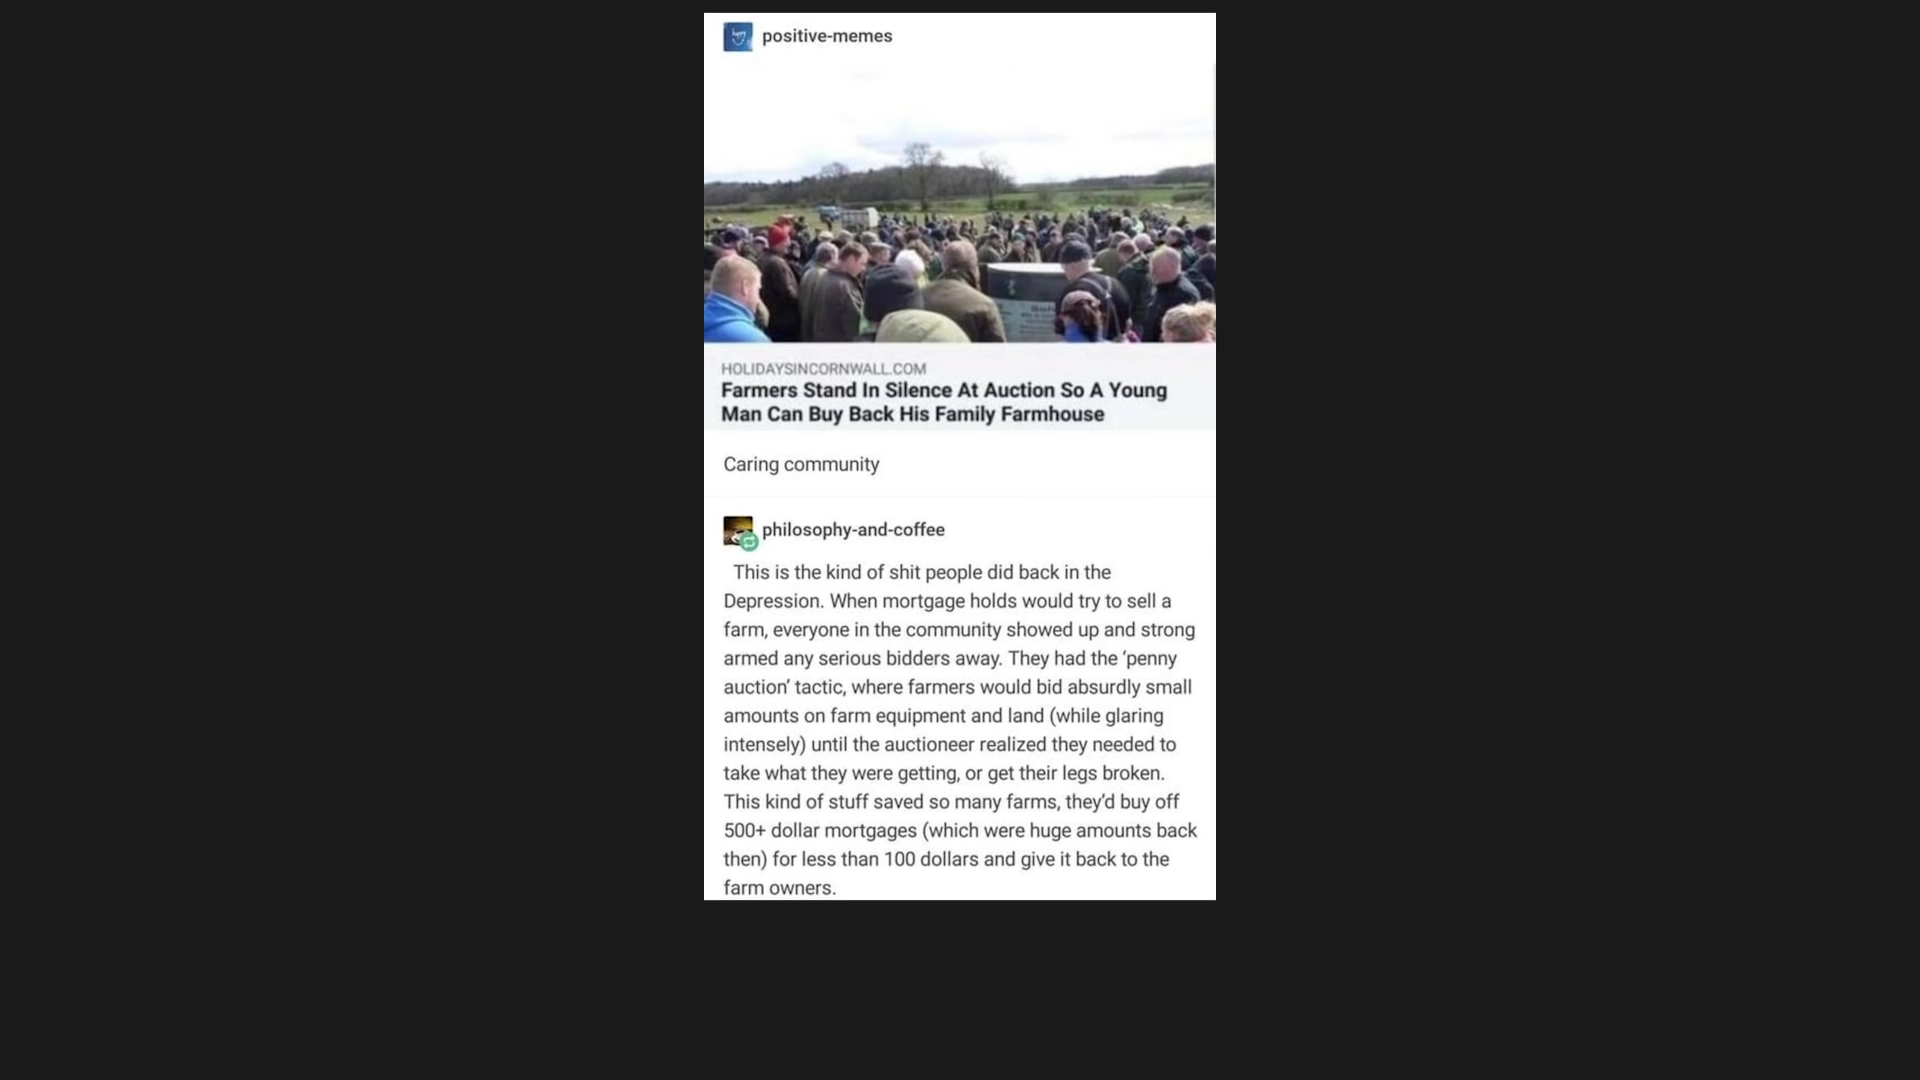 positive-memes
HOLIDAYSINCORNWALL.COM
Farmers Stand In Silence At Auction So A Young
Man Can Buy Back His Family Farmhouse
Caring community
philosophy-and-coffee
This is the kind of shit people did back in the
Depression. When mortgage holds would try to sell a
farm, everyone in the community showed up and strong
armed any serious bidders away. They had the ‘penny
auction’ tactic, where farmers would bid absurdly small
amounts on farm equipment and land (while glaring
intensely) until the auctioneer realized they needed to
take what they were getting, or get their legs broken.
This kind of stuff saved so many farms, they’d buy off
500+ dollar mortgages (which were huge amounts back
then) for less than 100 dollars and give it back to the
farm owners.